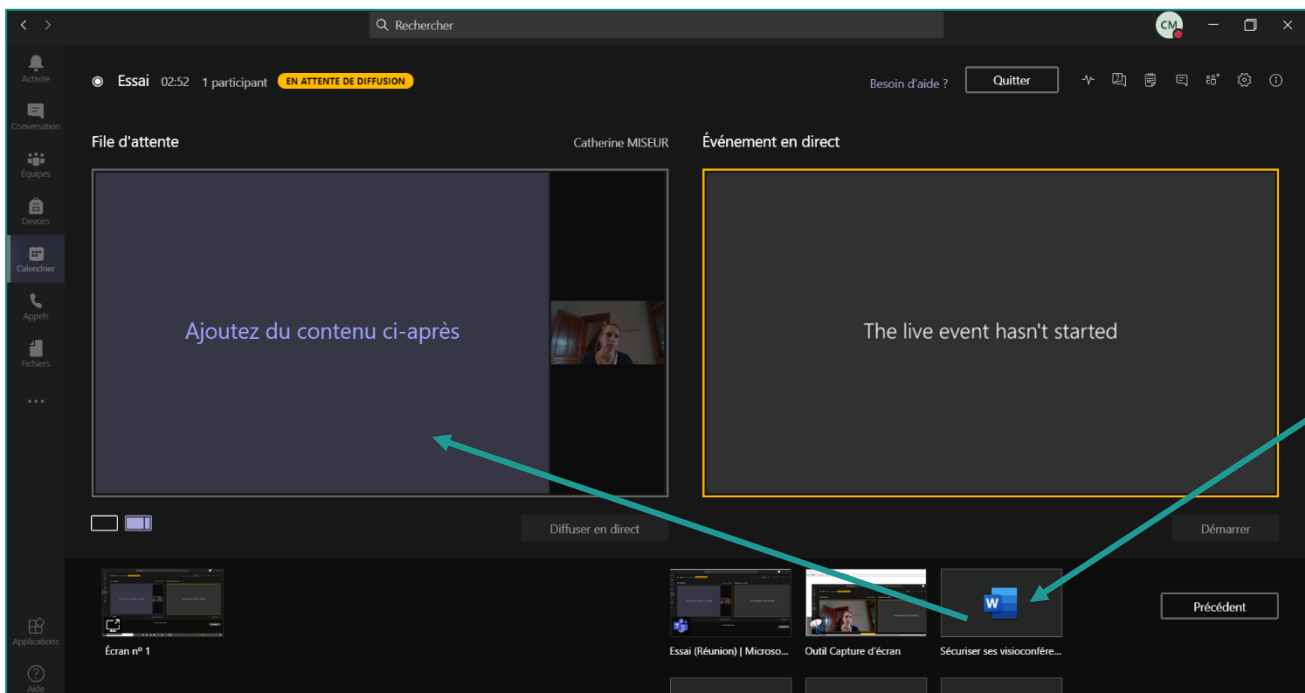 Rechercher
CM
Activité
Conversation
Équipes
Devoirs
Calendrier
Appels
Fichiers
Applications
Aide
Essai 02:52 1 participant EN ATTENTE DE DIFFUSION
Besoin d'aide ? Quitter
File d'attente Catherine MISEUR
Événement en direct
Ajoutez du contenu ci-après
The live event hasn't started
Diffuser en direct
Démarrer
W
Précédent
Écran nº 1
Essai (Réunion) | Microso...
Outil Capture d'écran
Sécuriser ses visioconfére...